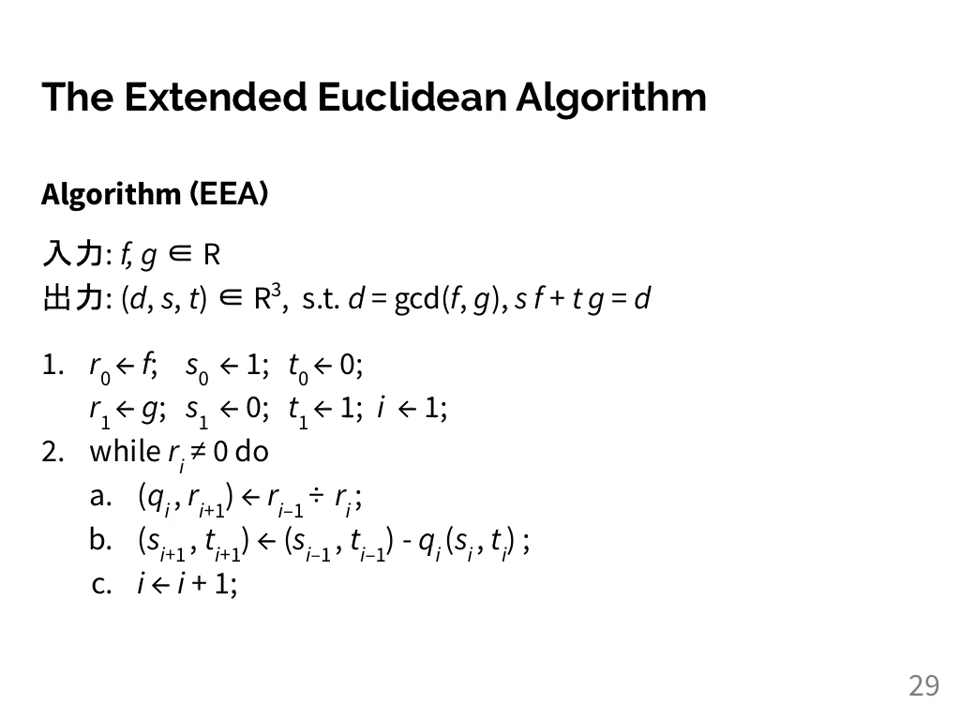 The Extended Euclidean Algorithm
Algorithm (EEA)
入力: f, g ∈ R
出力: (d, s, t) ∈ R³, s.t. d = gcd(f, g), s f + t g = d
1. r₀ ← f; s₀ ← 1; t₀ ← 0;
r₁ ← g; s₁ ← 0; t₁ ← 1; i ← 1;
2. while rᵢ ≠ 0 do
a. (qᵢ, rᵢ₊₁) ← rᵢ₋₁ ÷ rᵢ;
b. (sᵢ₊₁, tᵢ₊₁) ← (sᵢ₋₁, tᵢ₋₁) - qᵢ(sᵢ, tᵢ) ;
c. i ← i + 1;
29